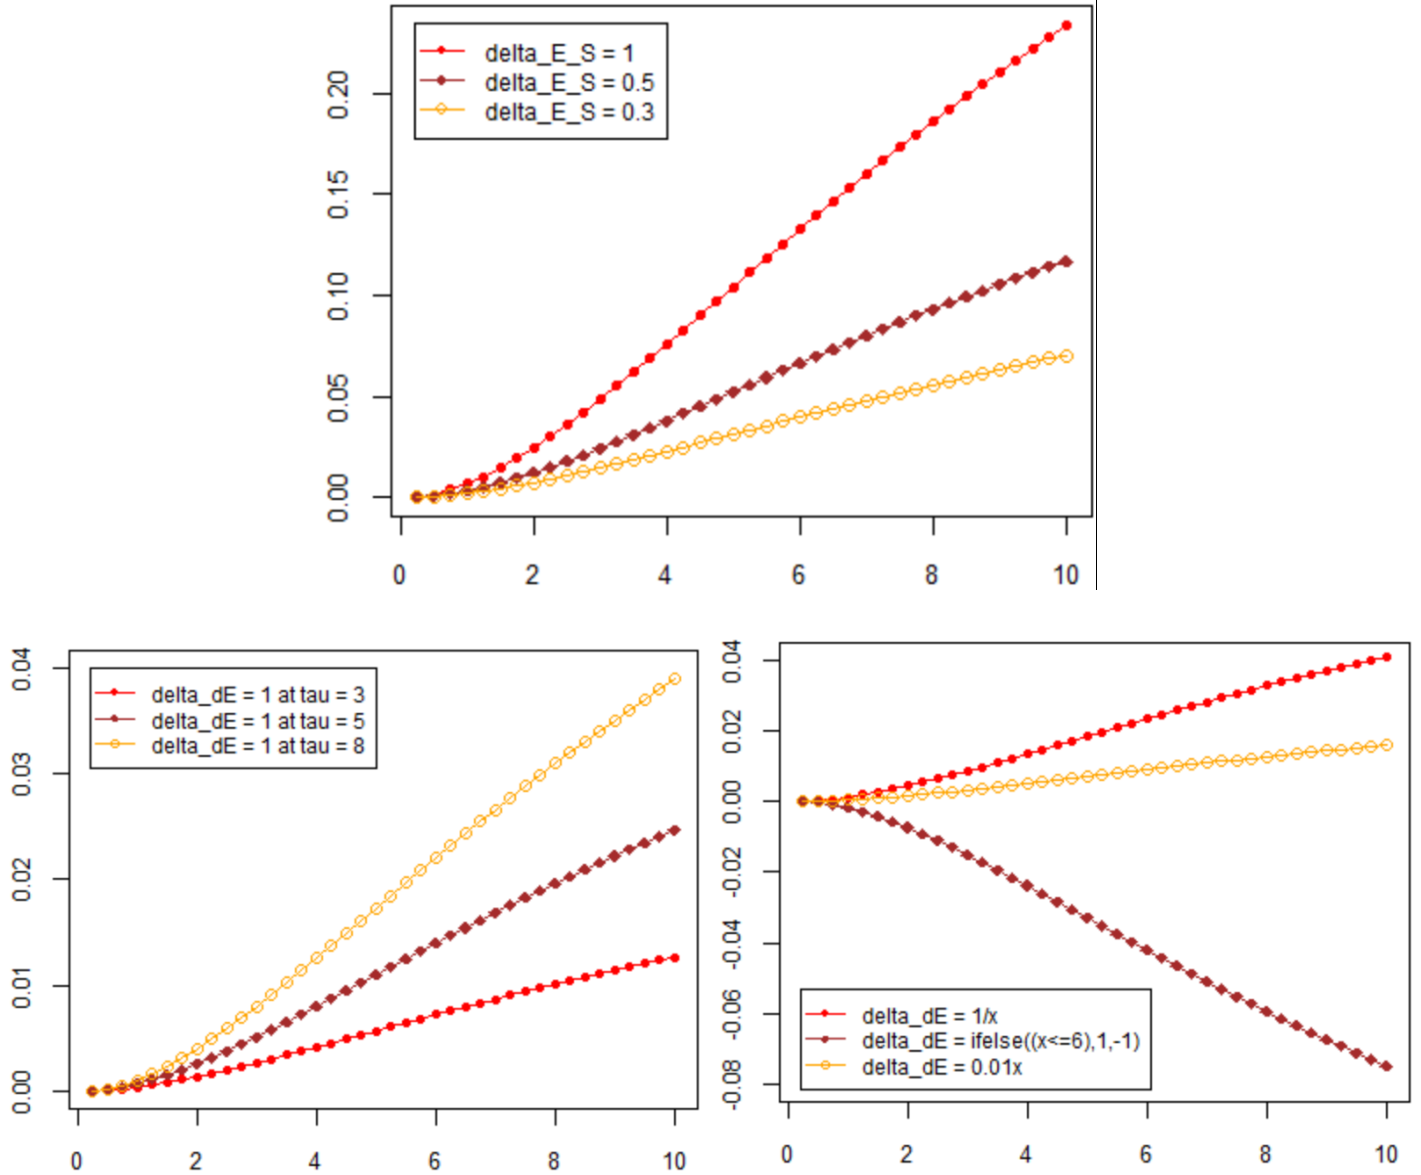 delta_E_S = 1
delta_E_S = 0.5
delta_E_S = 0.3
0.20
0.15
0.10
0.05
0.00
0 2 4 6 8 10
delta_dE = 1 at tau = 3
delta_dE = 1 at tau = 5
delta_dE = 1 at tau = 8
0.04
0.03
0.02
0.01
0.00
0 2 4 6 8 10
0.04
0.02
0.00
-0.02
-0.04
-0.06
-0.08
delta_dE = 1/x
delta_dE = ifelse((x<=6),1,-1)
delta_dE = 0.01x
0 2 4 6 8 10